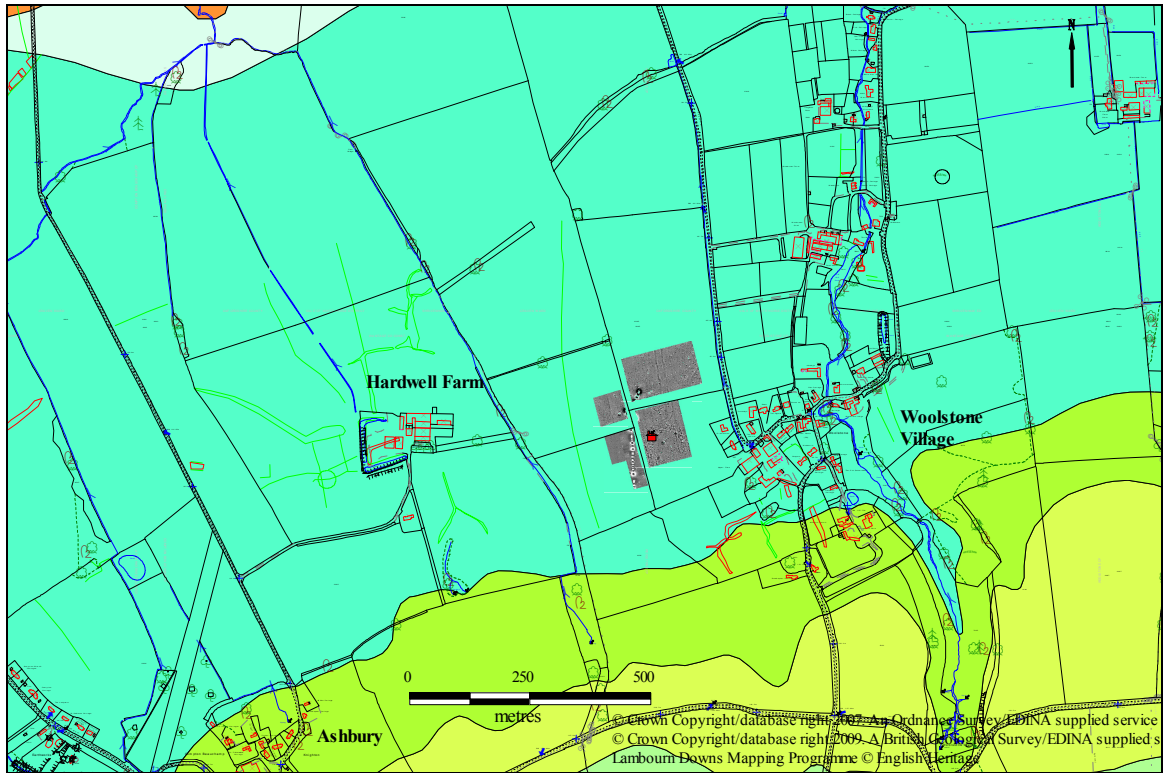 N
Hardwell Farm
Woolstone
Village
0 250 500
metres
Ashbury
© Crown Copyright/database right 2007. An Ordnance Survey/EDINA supplied service
© Crown Copyright/database right 2009. A British Geological Survey/EDINA supplied s
Lambourn Downs Mapping Programme © English Heritage